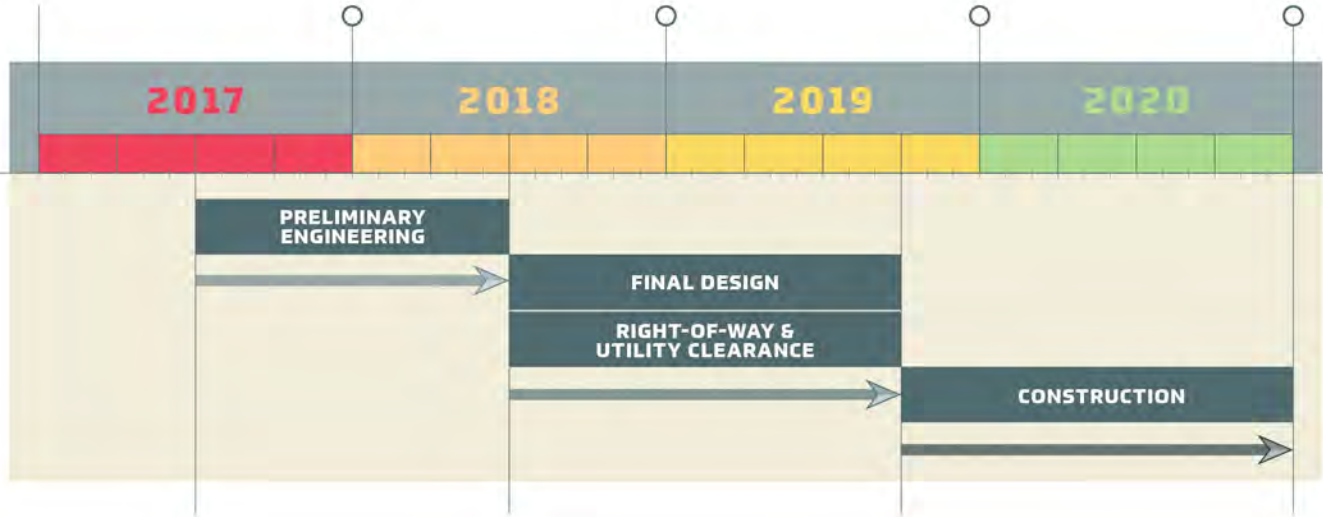 2017 2018 2019 2020
PRELIMINARY
ENGINEERING
FINAL DESIGN
RIGHT-OF-WAY &
UTILITY CLEARANCE
CONSTRUCTION